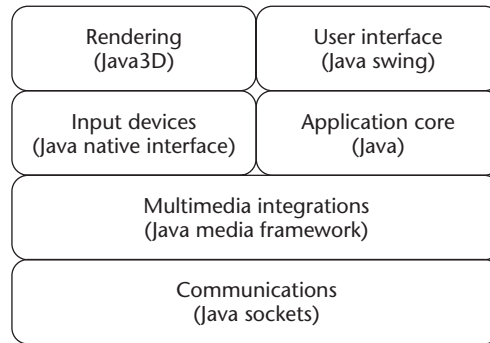 Rendering
(Java3D)
User interface
(Java swing)
Input devices
(Java native interface)
Application core
(Java)
Multimedia integrations
(Java media framework)
Communications
(Java sockets)